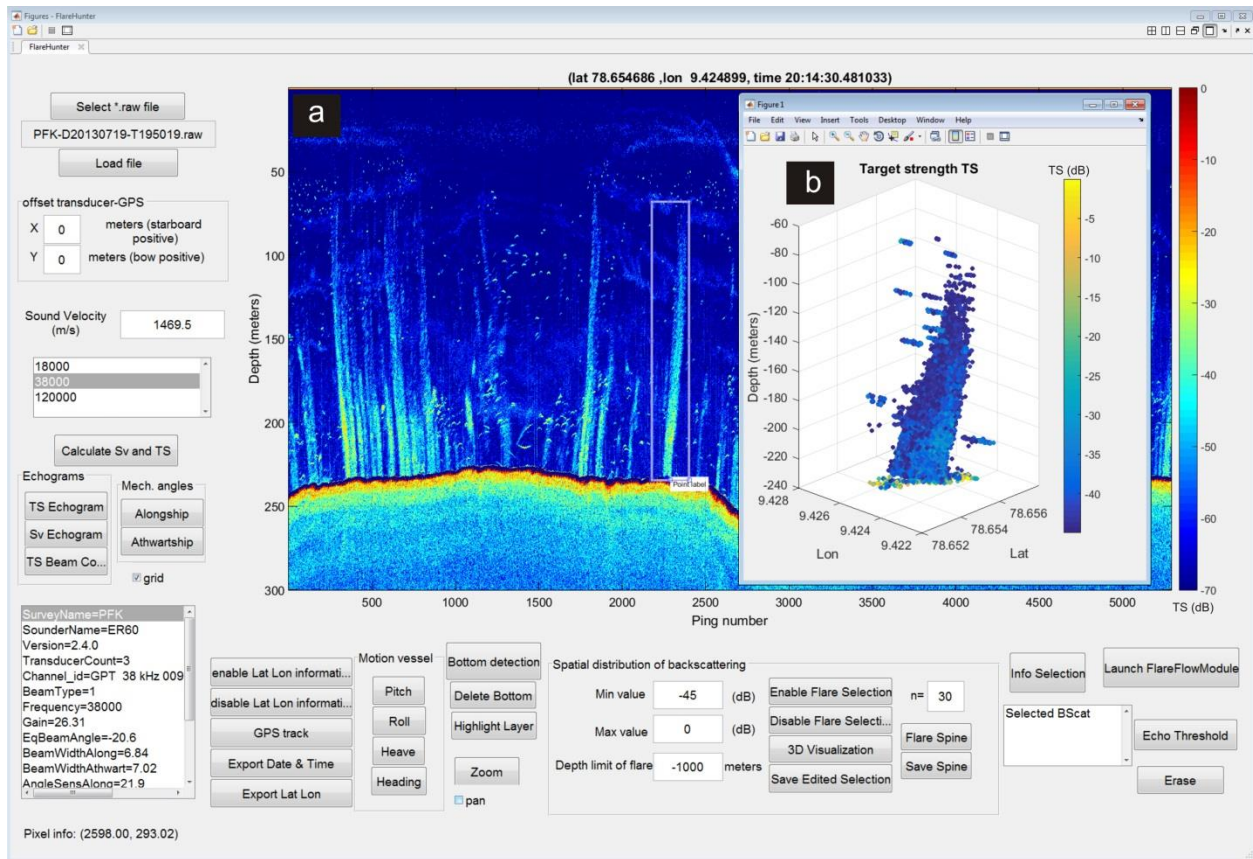 Figures - FlareHunter
FlareHunter
(lat 78.654686 ,lon 9.424899, time 20:14:30.481033)
Select *.raw file
PFK-D20130719-T195019.raw
Load file
offset transducer-GPS
X 0 meters (starboard positive)
Y 0 meters (bow positive)
Sound Velocity
(m/s)
1469.5
18000
38000
120000
Calculate Sv and TS
Echograms
TS Echogram
Sv Echogram
TS Beam Co...
Mech. angles
Alongship
Athwartship
grid
a
Depth (meters)
50
100
150
200
250
300
500 1000 1500 2000 2500 3000 3500 4000 4500 5000
Ping number
Point label
Figure 1
File Edit View Insert Tools Desktop Window Help
b
Target strength TS
TS (dB)
Depth (meters)
-60
-80
-100
-120
-140
-160
-180
-200
-220
-240
9.428
9.426
9.424
9.422
Lon
78.652
78.654
78.656
Lat
-5
-10
-15
-20
-25
-30
-35
-40
0
-10
-20
-30
-40
-50
-60
-70
TS (dB)
SurveyName=PFK
SounderName=ER60
Version=2.4.0
TransducerCount=3
Channel_id=GPT 38 kHz 009
BeamType=1
Frequency=38000
Gain=26.31
EqBeamAngle=-20.6
BeamWidthAlong=6.84
BeamWidthAthwart=7.02
AngleSensAlong=21.9
enable Lat Lon informati...
disable Lat Lon informati...
GPS track
Export Date & Time
Export Lat Lon
Motion vessel
Pitch
Roll
Heave
Heading
Bottom detection
Delete Bottom
Highlight Layer
Zoom
pan
Spatial distribution of backscattering
Min value -45 (dB)
Max value 0 (dB)
Depth limit of flare -1000 meters
Enable Flare Selection
Disable Flare Selecti...
3D Visualization
Save Edited Selection
n= 30
Flare Spine
Save Spine
Info Selection
Launch FlareFlowModule
Selected BScat
Echo Threshold
Erase
Pixel info: (2598.00, 293.02)